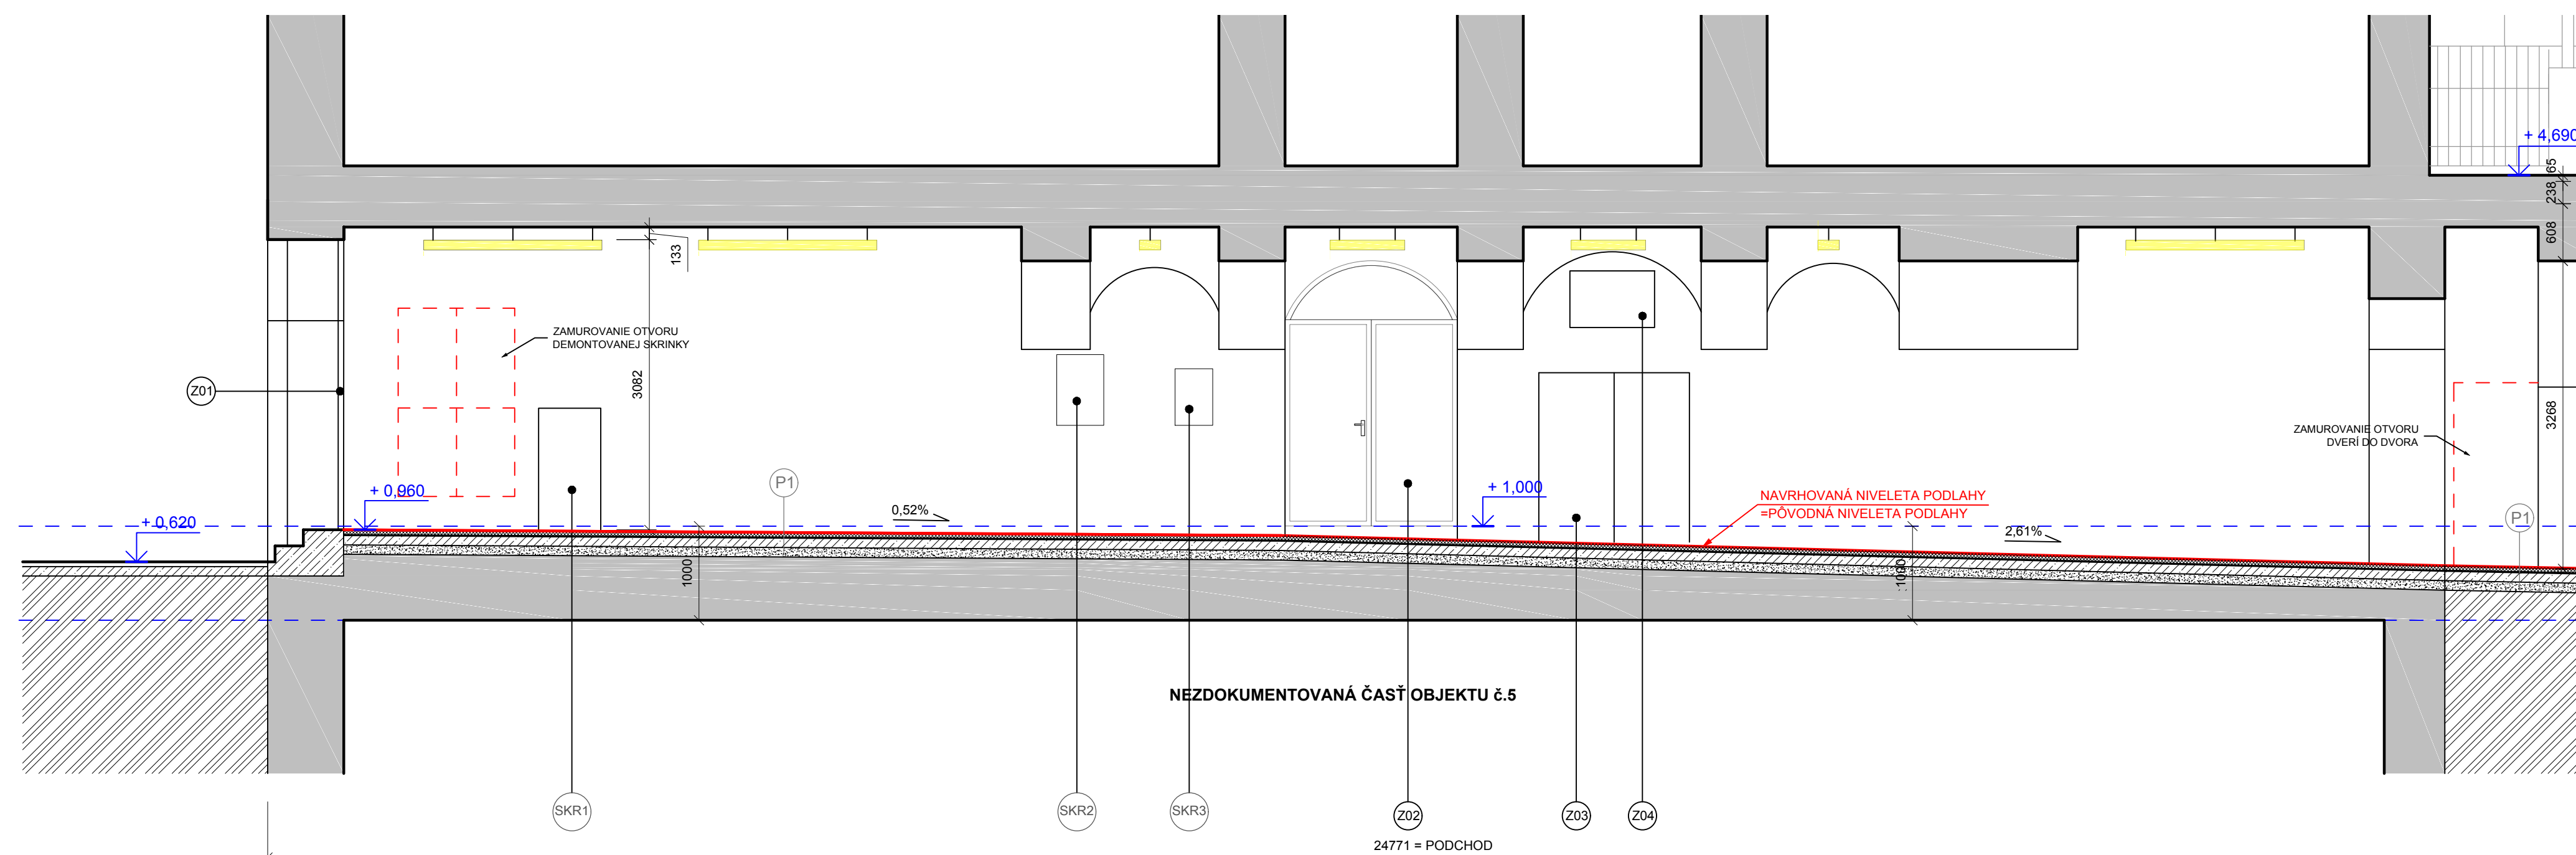 + 4,690
65
238
608
133
ZAMUROVANIE OTVORU
DEMONTOVANEJ SKRINKY
3082
Z01
3268
ZAMUROVANIE OTVORU
DVERÍ DO DVORA
P1
+ 0,960
+ 1,000
NAVRHOVANÁ NIVELETA PODLAHY
=PÔVODNÁ NIVELETA PODLAHY
0,52%
P1
+ 0,620
2,61%
1000
1000
NEZDOKUMENTOVANÁ ČASŤ OBJEKTU č.5
SKR1
SKR2
SKR3
Z02
Z03
Z04
24771 = PODCHOD